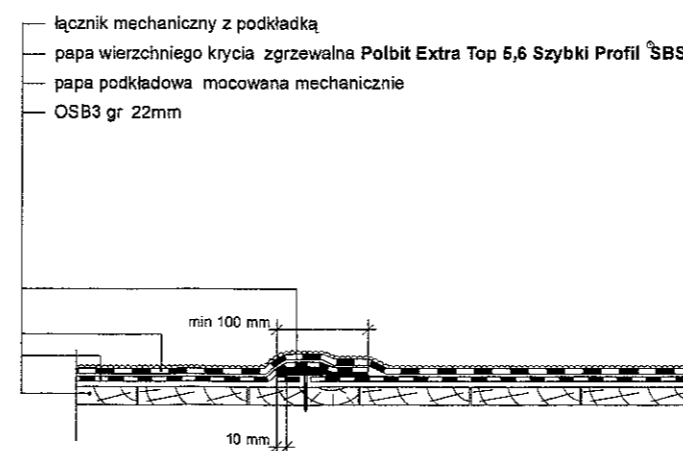 łącznik mechaniczny z podkładką
papa wierzchniego krycia zgrzewalna Polbit Extra Top 5,6 Szybki Profil ® SBS
papa podkładowa mocowana mechanicznie
OSB3 gr 22mm
min 100 mm
10 mm